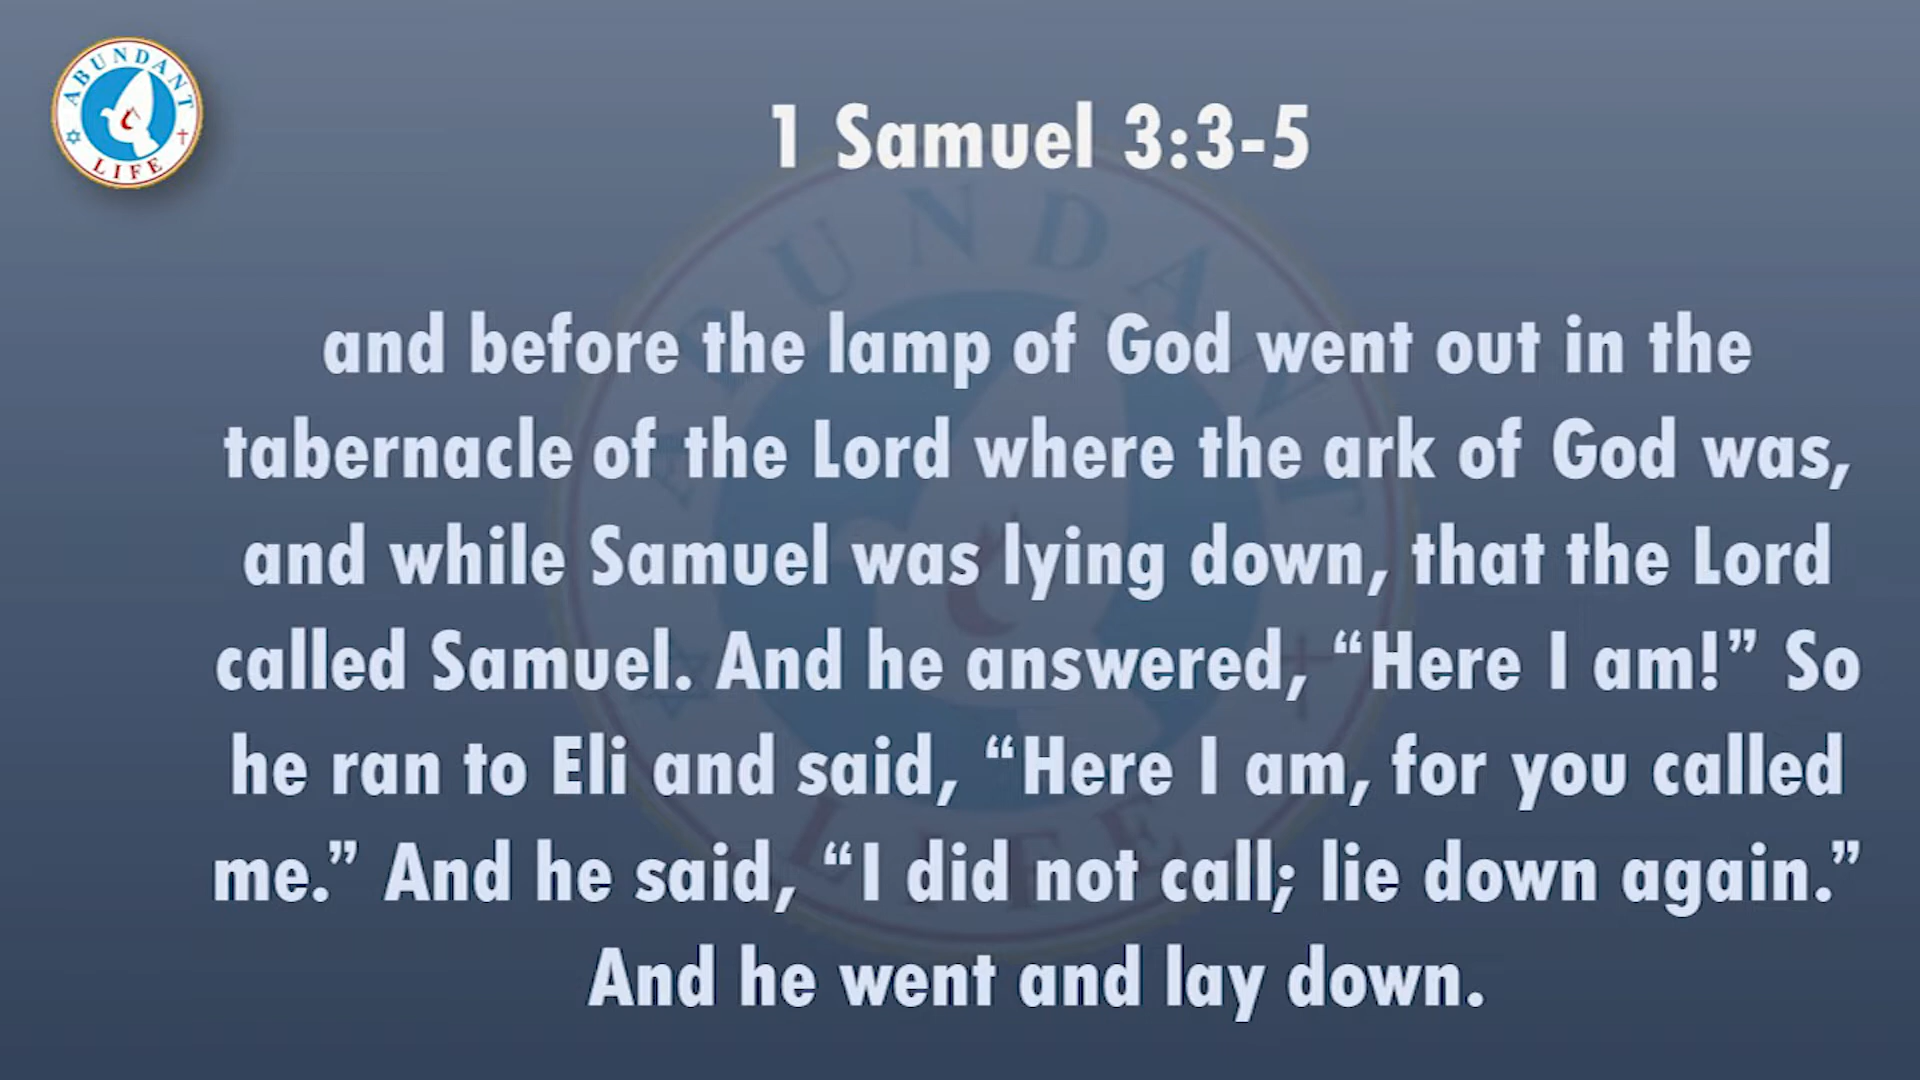 ABUNDANT
LIFE
1 Samuel 3:3-5
and before the lamp of God went out in the
tabernacle of the Lord where the ark of God was,
and while Samuel was lying down, that the Lord
called Samuel. And he answered, “Here I am!” So
he ran to Eli and said, “Here I am, for you called
me.” And he said, “I did not call; lie down again.”
And he went and lay down.
ABUNDANT
LIFE